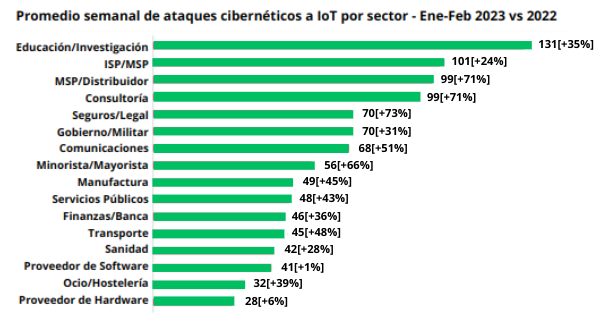 Promedio semanal de ataques cibernéticos a IoT por sector - Ene-Feb 2023 vs 2022
Educación/Investigación 131[+35%]
ISP/MSP 101[+24%]
MSP/Distribuidor 99[+71%]
Consultoría 99[+71%]
Seguros/Legal 70[+73%]
Gobierno/Militar 70[+31%]
Comunicaciones 68[+51%]
Minorista/Mayorista 56[+66%]
Manufactura 49[+45%]
Servicios Públicos 48[+43%]
Finanzas/Banca 46[+36%]
Transporte 45[+48%]
Sanidad 42[+28%]
Proveedor de Software 41[+1%]
Ocio/Hostelería 32[+39%]
Proveedor de Hardware 28[+6%]